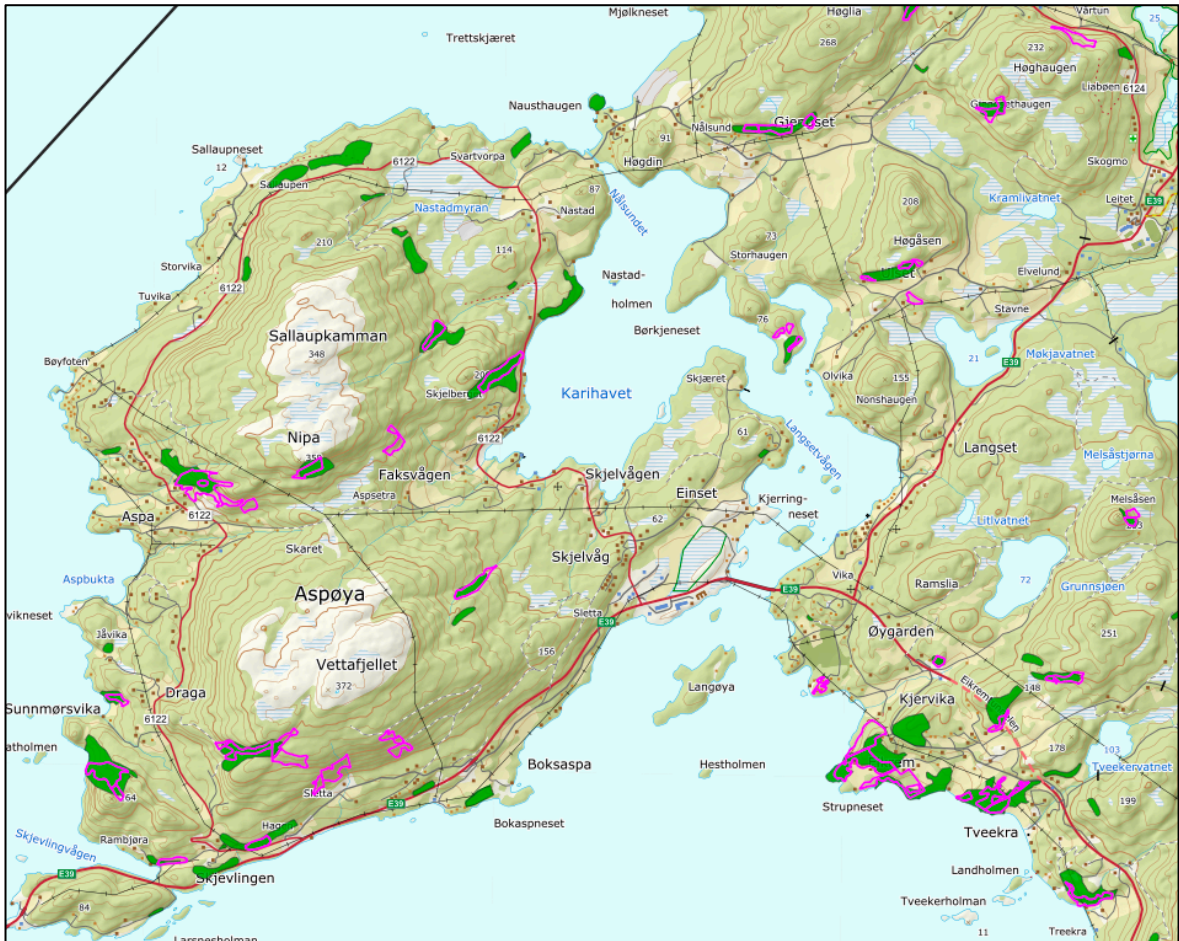 Mjølkneset
Høglia
Vårtun
25
Trettskjæret
268
232
Høghaugen
Liabøen
6124
Nausthaugen
Nålsund
Gjengset
91
Høgdin
Skogmo
Sallaupneset
12
Sallaupen
Svartvorpa
6122
Nastadmyran
87
Nastad
Nålsundet
208
Kramlivatnet
Leitet
E39
210
114
73
Storhaugen
Høgåsen
Storvika
6122
Nastad-
holmen
Elvelund
Stavne
Tuvika
Børkjeneset
76
Sallaupkamman
348
21
E39
Møkjavatnet
Bøyfoten
Skjæret
Olvika
155
Nonshaugen
Karihavet
Nipa
6122
61
Langsetvågen
Langset
Melsåstjørna
Faksvågen
Aspsetra
Skjelvågen
Einset
Kjerring-
neset
Melsåsen
Aspa
6122
62
Litlvatnet
Skaret
Skjelvåg
Aspbukta
Aspøya
Vika
Ramslia
72
Grunnsjøen
vikneset
Sletta
E39
E39
Jåvika
156
Øygarden
251
Vettafjellet
372
Draga
Langøya
Kjervika
148
Sunnmørsvika
6122
atholmen
178
103
Tveekervatnet
Boksaspa
Hestholmen
64
Sletta
E39
Strupneset
199
Bokaspneset
Tveekra
Rambjøra
Skjevlingvågen
Skjevlingen
E39
Landholmen
Tveekerholman
84
11
Treekra
Larsnesholman